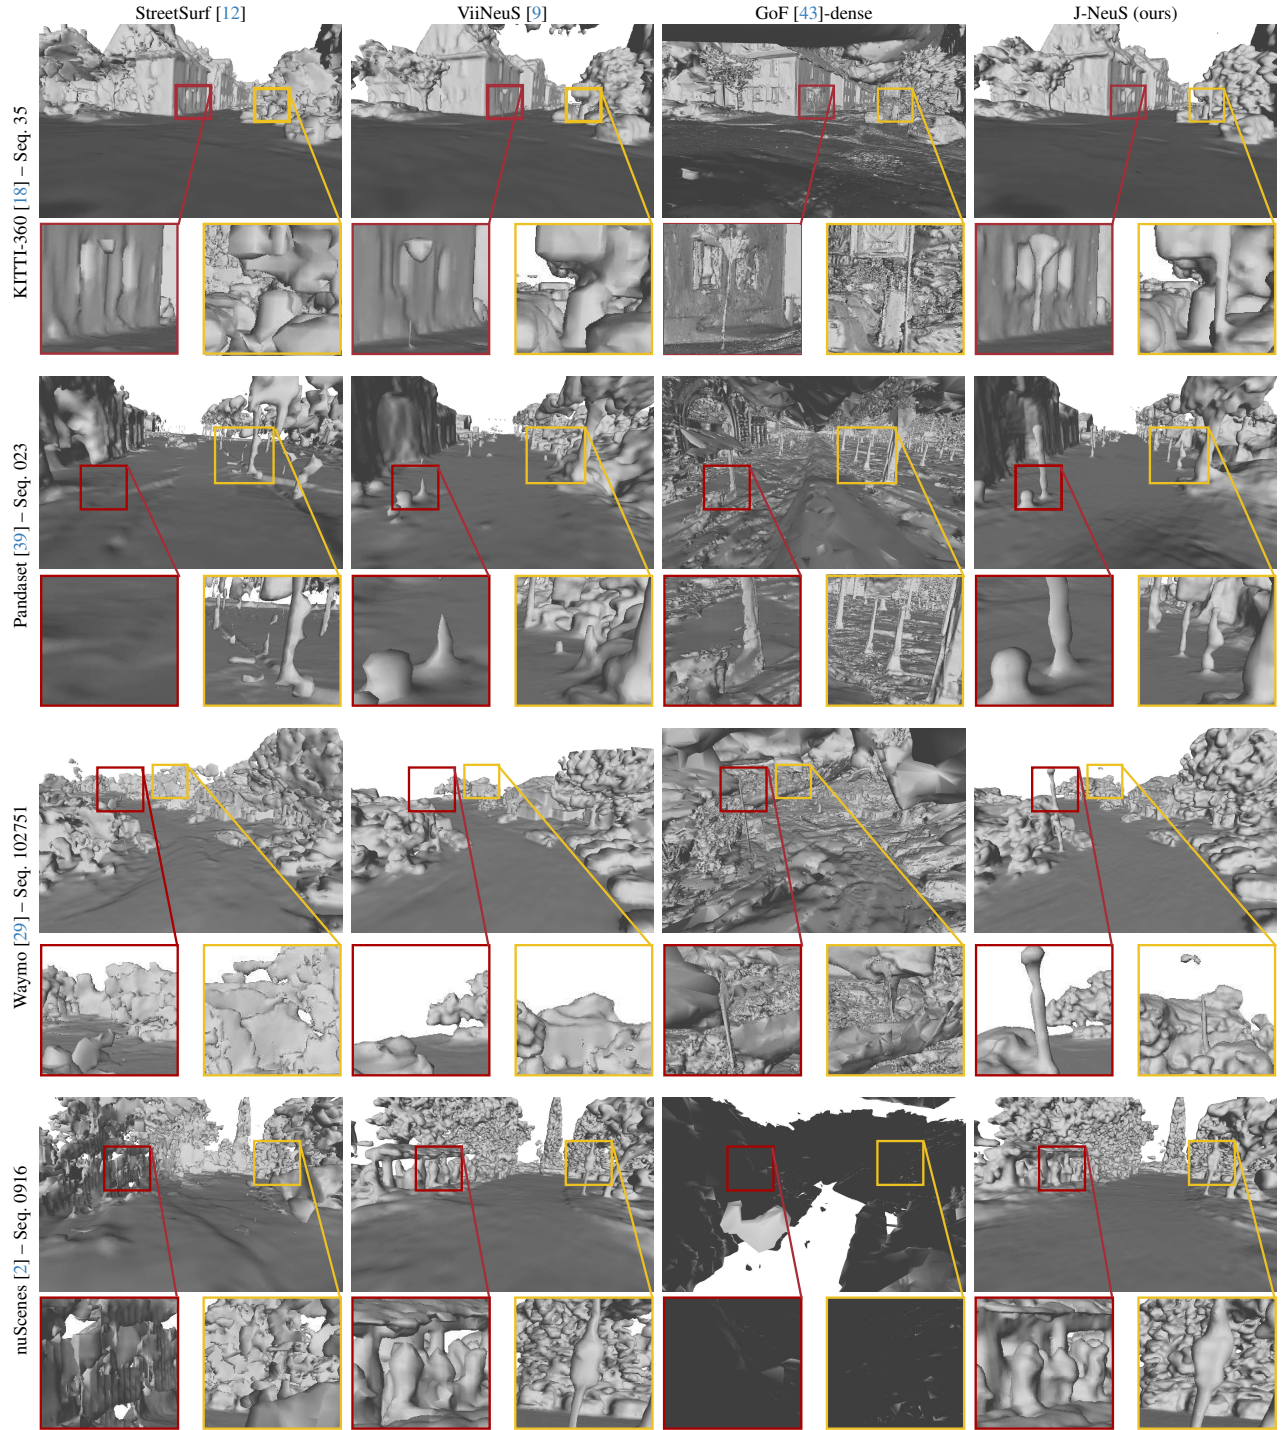 StreetSurf [12]
ViiNeuS [9]
GoF [43]-dense
J-NeuS (ours)
KITTI-360 [18] – Seq. 35
Pandaset [39] – Seq. 023
Waymo [29] – Seq. 102751
nuScenes [2] – Seq. 0916